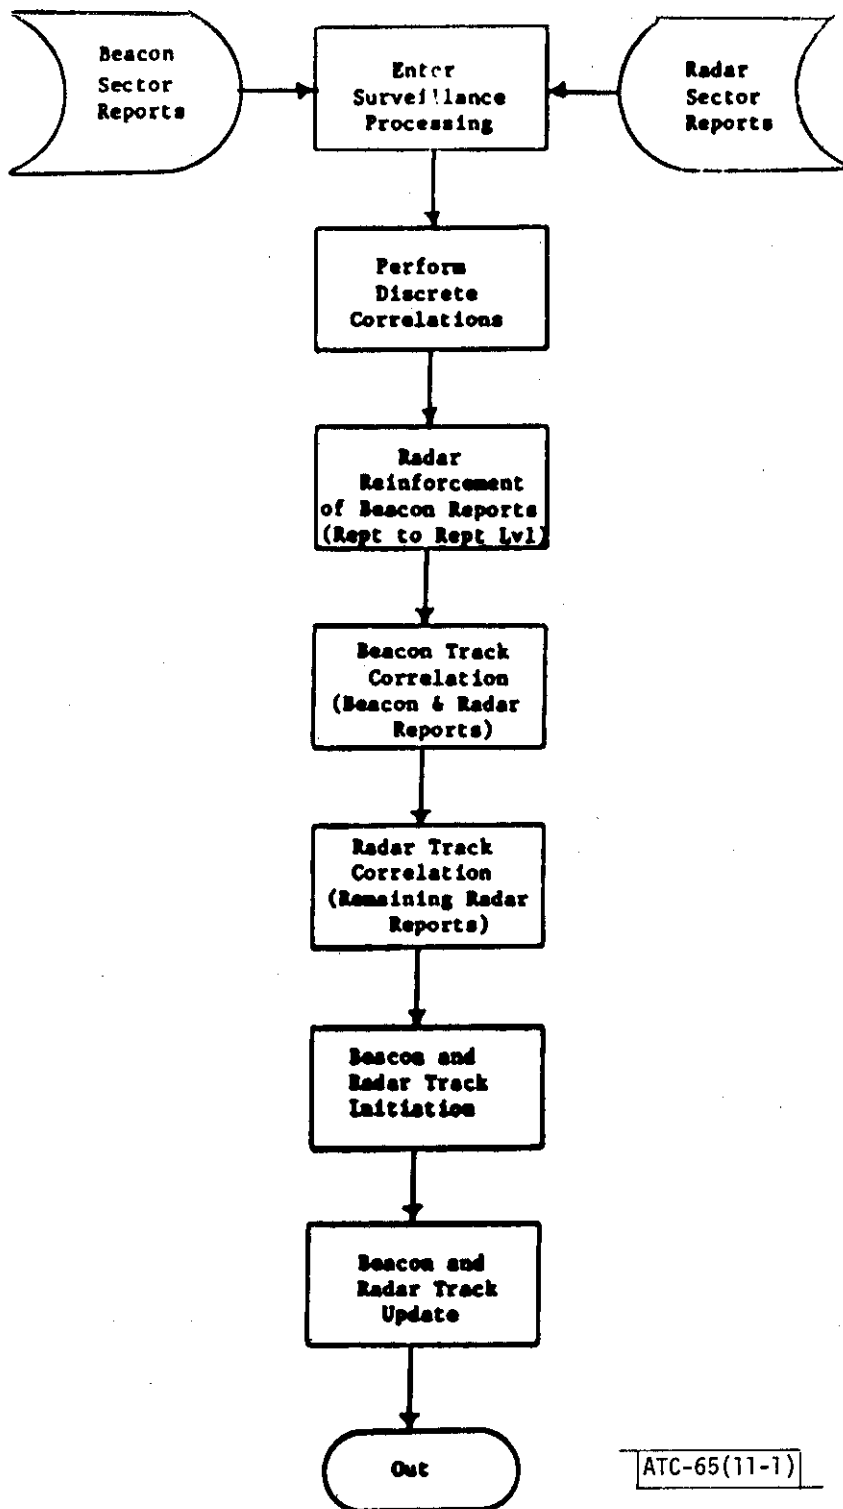 Beacon
Sector
Reports
Enter
Surveillance
Processing
Radar
Sector
Reports
Perform
Discrete
Correlations
Radar
Reinforcement
of Beacon Reports
(Rept to Rept Lvl)
Beacon Track
Correlation
(Beacon & Radar
Reports)
Radar Track
Correlation
(Remaining Radar
Reports)
Beacon and
Radar Track
Initiation
Beacon and
Radar Track
Update
Out
ATC-65(11-1)